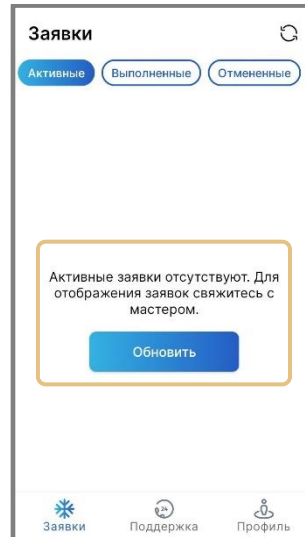 Заявки
Активные Выполненные Отмененные
Активные заявки отсутствуют. Для
отображения заявок свяжитесь с
мастером.
Обновить
24
Заявки Поддержка Профиль